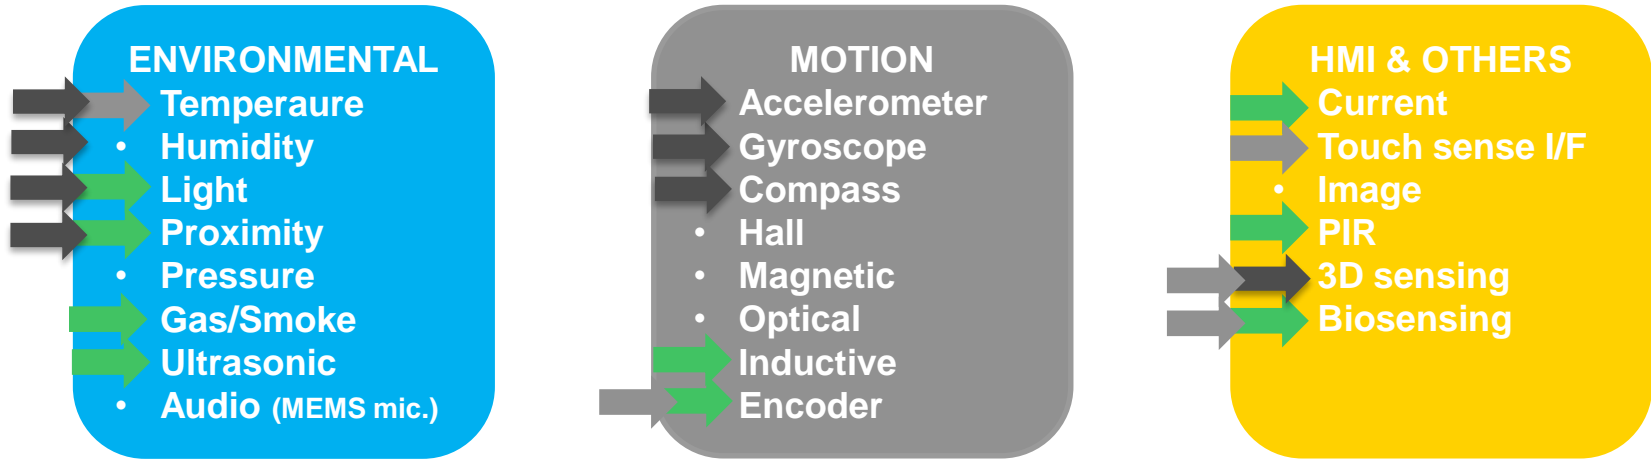 ENVIRONMENTAL
Temperaure
• Humidity
Light
Proximity
• Pressure
Gas/Smoke
Ultrasonic
• Audio (MEMS mic.)
MOTION
Accelerometer
Gyroscope
Compass
• Hall
• Magnetic
• Optical
Inductive
Encoder
HMI & OTHERS
Current
Touch sense I/F
• Image
PIR
3D sensing
Biosensing